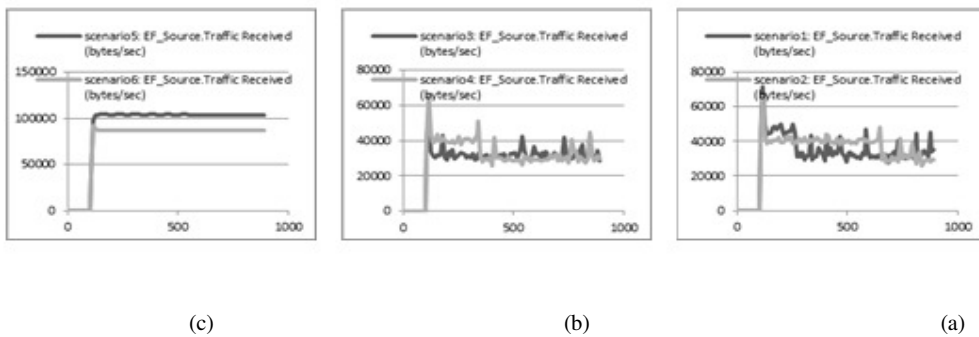 scenario5: EF_Source.Traffic Received
(bytes/sec)
150000
scenario6: EF_Source.Traffic Received
(bytes/sec)
100000
50000
0
0
500
1000
scenario3: EF_Source.Traffic Received
(bytes/sec)
80000
scenario4: EF_Source.Traffic Received
(bytes/sec)
60000
40000
20000
0
0
500
1000
scenario1: EF_Source.Traffic Received
(bytes/sec)
80000
scenario2: EF_Source.Traffic Received
(bytes/sec)
60000
40000
20000
0
0
500
1000
(c)
(b)
(a)